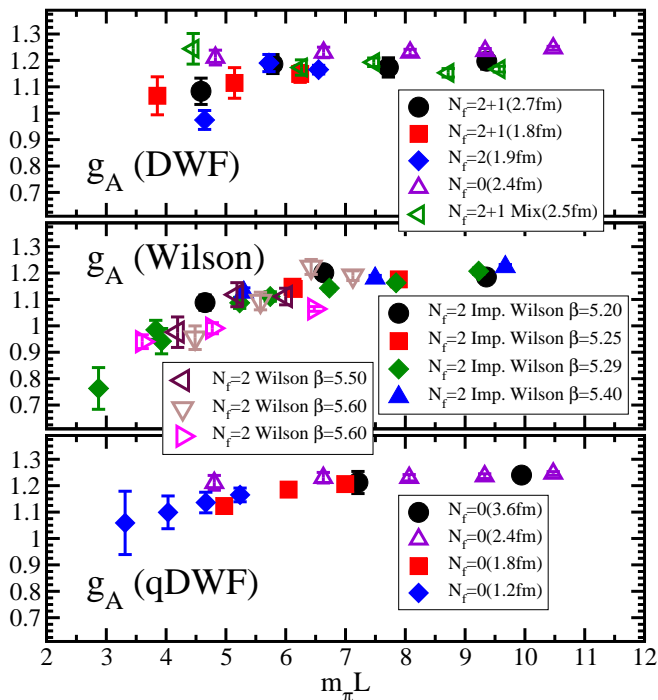 1.3
1.2
1.1
1
0.9
0.8
0.7
g_A (DWF)
N_f=2+1(2.7fm)
N_f=2+1(1.8fm)
N_f=2(1.9fm)
N_f=0(2.4fm)
N_f=2+1 Mix(2.5fm)
1.3
1.2
1.1
1
0.9
0.8
0.7
g_A (Wilson)
N_f=2 Imp. Wilson β=5.20
N_f=2 Imp. Wilson β=5.25
N_f=2 Imp. Wilson β=5.29
N_f=2 Imp. Wilson β=5.40
N_f=2 Wilson β=5.50
N_f=2 Wilson β=5.60
N_f=2 Wilson β=5.60
1.3
1.2
1.1
1
0.9
0.8
0.7
g_A (qDWF)
N_f=0(3.6fm)
N_f=0(2.4fm)
N_f=0(1.8fm)
N_f=0(1.2fm)
2 3 4 5 6 7 8 9 10 11 12
m_πL